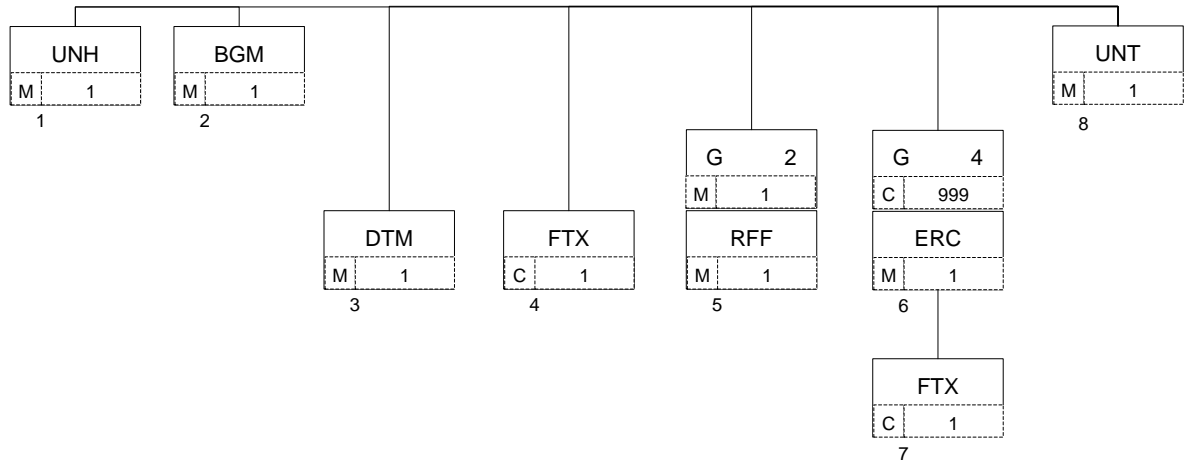 UNH
M 1
1
BGM
M 1
2
UNT
M 1
8
DTM
M 1
3
FTX
C 1
4
G 2
M 1
RFF
M 1
5
G 4
C 999
ERC
M 1
6
FTX
C 1
7